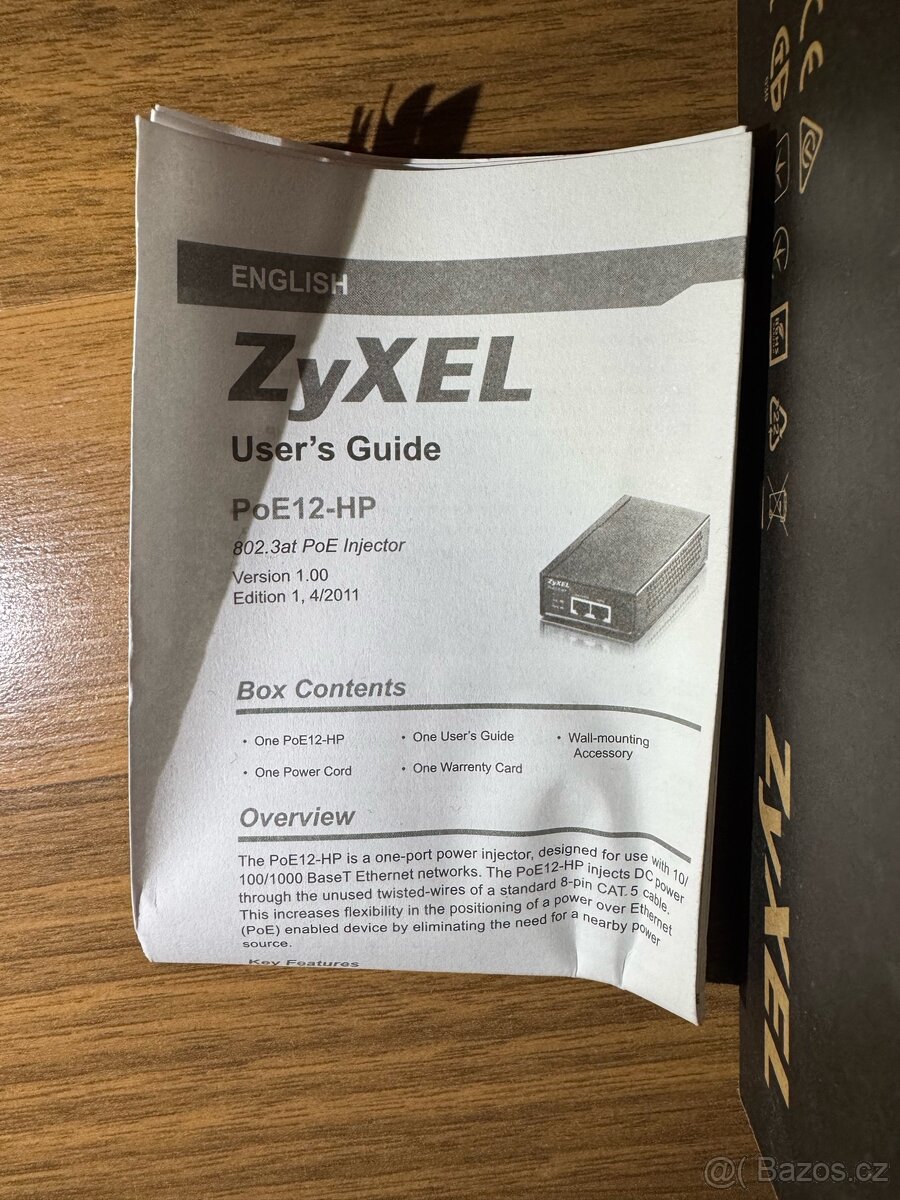 ENGLISH
ZyXEL
User's Guide
PoE12-HP
802.3at PoE Injector
Version 1.00
Edition 1, 4/2011
ZyXEL
Box Contents
• One PoE12-HP
• One User's Guide
• Wall-mounting
Accessory
• One Power Cord
• One Warrenty Card
Overview
The PoE12-HP is a one-port power injector, designed for use with 10/
100/1000 BaseT Ethernet networks. The PoE12-HP injects DC power
through the unused twisted-wires of a standard 8-pin CAT.5 cable.
This increases flexibility in the positioning of a power over Ethernet
(PoE) enabled device by eliminating the need for a nearby power
source.
Key Features
CE
GS
22
ZyXEL
@( Bazos.cz